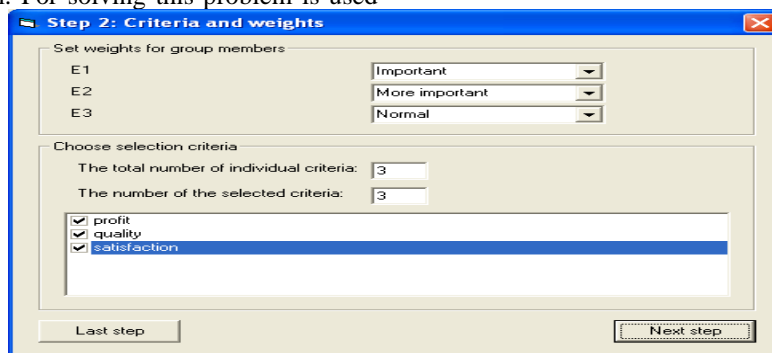 . For solving this problem is used
Step 2: Criteria and weights
Set weights for group members
E1 Important
E2 More important
E3 Normal
Choose selection criteria
The total number of individual criteria: 3
The number of the selected criteria: 3
profit
quality
satisfaction
Last step Next step